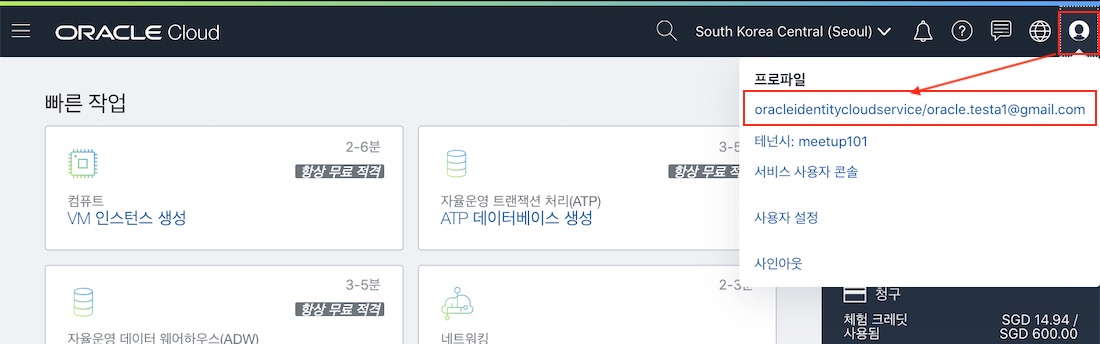 ORACLE Cloud
South Korea Central (Seoul)
프로파일
oracleidentitycloudservice/oracle.testa1@gmail.com
테넌시: meetup101
서비스 사용자 콘솔
사용자 설정
사인아웃
빠른 작업
2-6분
항상 무료 적격
컴퓨트
VM 인스턴스 생성
3-5
항상 무료 적격
자율운영 트랜잭션 처리(ATP)
ATP 데이터베이스 생성
3-5분
항상 무료 적격
자율운영 데이터 웨어하우스(ADW)
2-3분
네트워킹
청구
체험 크레딧
사용됨
SGD 14.94 /
SGD 600.00